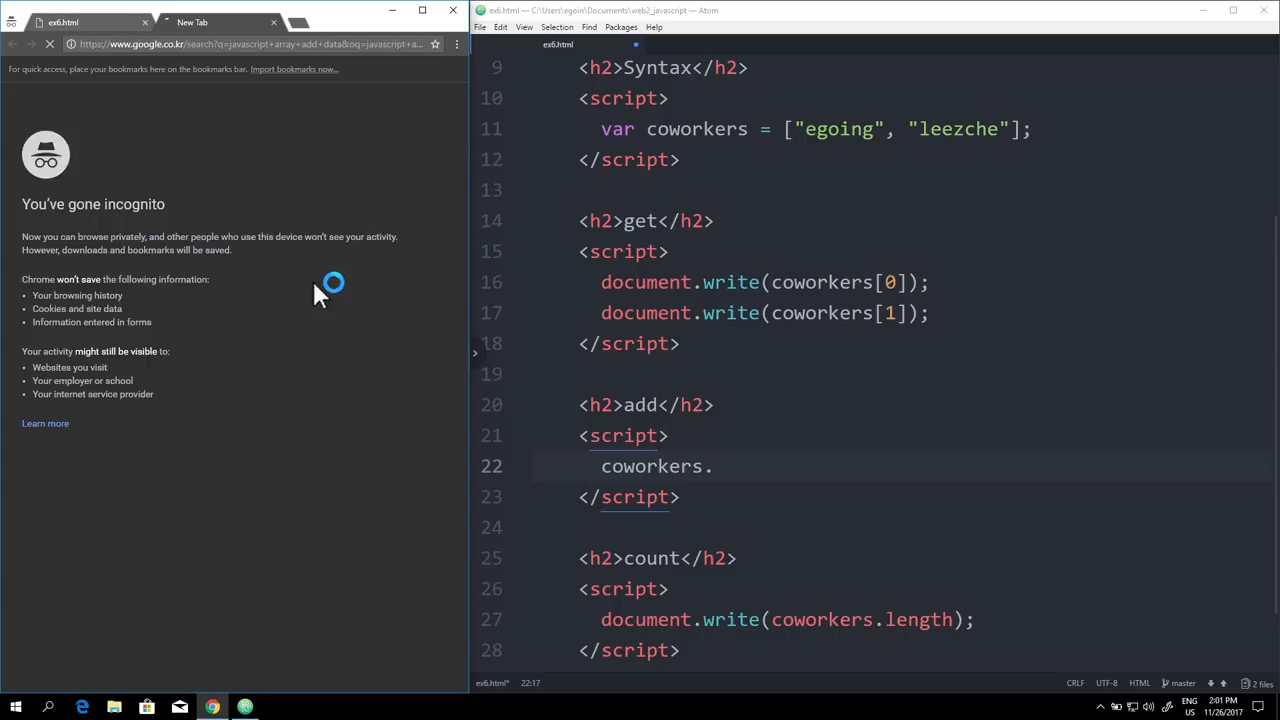 ex6.html
New Tab
https://www.google.co.kr/search?q=javascript+array+add+data&oq=javascript+a...
For quick access, place your bookmarks here on the bookmarks bar. Import bookmarks now...
You've gone incognito
Now you can browse privately, and other people who use this device won't see your activity.
However, downloads and bookmarks will be saved.
Chrome won't save the following information:
• Your browsing history
• Cookies and site data
• Information entered in forms
Your activity might still be visible to:
• Websites you visit
• Your employer or school
• Your internet service provider
Learn more
ex6.html — C:\Users\egoin\Documents\web2_javascript — Atom
File Edit View Selection Find Packages Help
ex6.html
9 <h2>Syntax</h2>
10 <script>
11 var coworkers = ["egoing", "leezche"];
12 </script>
13
14 <h2>get</h2>
15 <script>
16 document.write(coworkers[0]);
17 document.write(coworkers[1]);
18 </script>
19
20 <h2>add</h2>
21 <script>
22 coworkers.
23 </script>
24
25 <h2>count</h2>
26 <script>
27 document.write(coworkers.length);
28 </script>
ex6.html* 22:17
CRLF UTF-8 HTML master 2 files
ENG
US
2:01 PM
11/26/2017